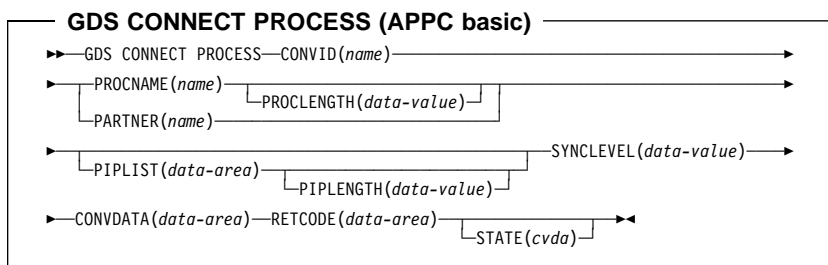 GDS CONNECT PROCESS (APPC basic)
GDS CONNECT PROCESS CONVID(name)
PROCNAME(name)
PROCLENGTH(data-value)
PARTNER(name)
SYNCLEVEL(data-value)
PIPLIST(data-area)
PIPLENGTH(data-value)
CONVDATA(data-area) RETCODE(data-area)
STATE(cvda)